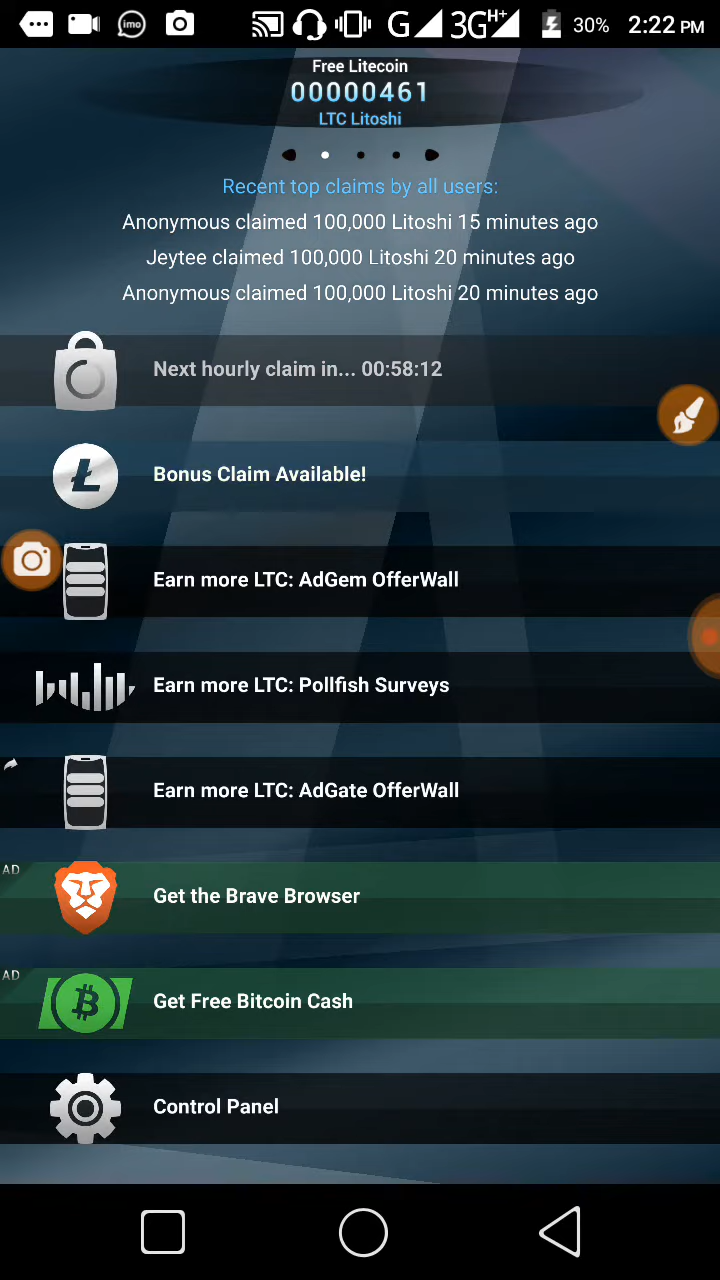 imo
G
3G
H+
30%
2:22 PM
Free Litecoin
00000461
LTC Litoshi
Recent top claims by all users:
Anonymous claimed 100,000 Litoshi 15 minutes ago
Jeytee claimed 100,000 Litoshi 20 minutes ago
Anonymous claimed 100,000 Litoshi 20 minutes ago
Next hourly claim in... 00:58:12
Bonus Claim Available!
Earn more LTC: AdGem OfferWall
Earn more LTC: Pollfish Surveys
Earn more LTC: AdGate OfferWall
AD
Get the Brave Browser
AD
Get Free Bitcoin Cash
Control Panel